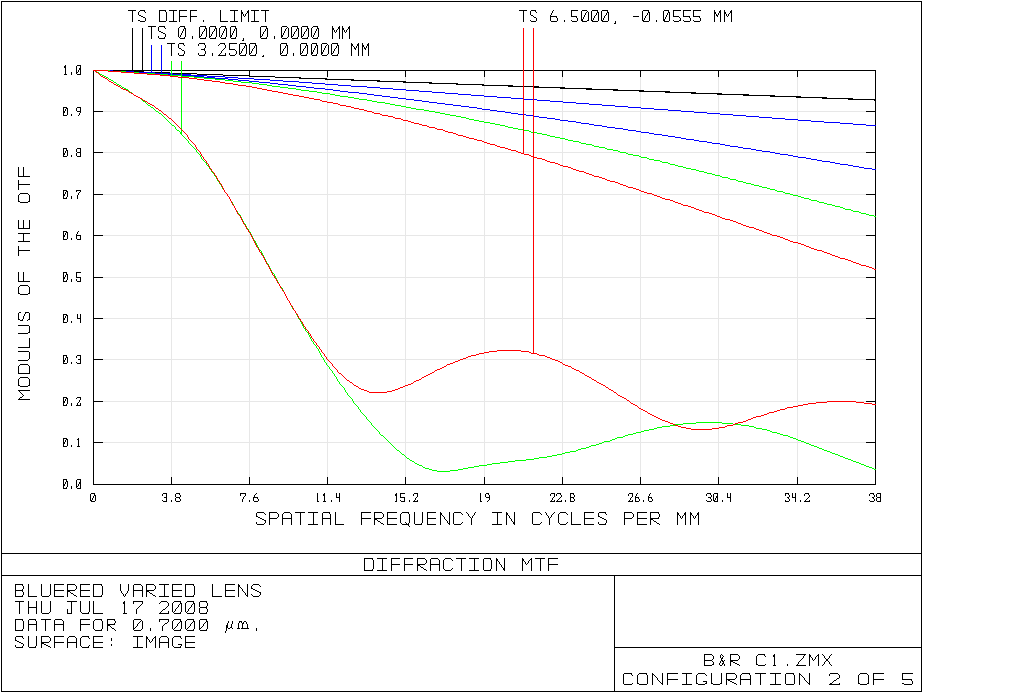 TS DIFF. LIMIT
TS 6.5000, -0.0555 MM
TS 0.0000, 0.0000 MM
TS 3.2500, 0.0000 MM
1.0
0.9
0.8
0.7
0.6
0.5
0.4
0.3
0.2
0.1
0.0
MODULUS OF THE OTF
0 3.8 7.6 11.4 15.2 19 22.8 26.6 30.4 34.2 38
SPATIAL FREQUENCY IN CYCLES PER MM
DIFFRACTION MTF
BLUERED VARIED LENS
THU JUL 17 2008
DATA FOR 0.7000 µm.
SURFACE: IMAGE
B&R C1.ZMX
CONFIGURATION 2 OF 5